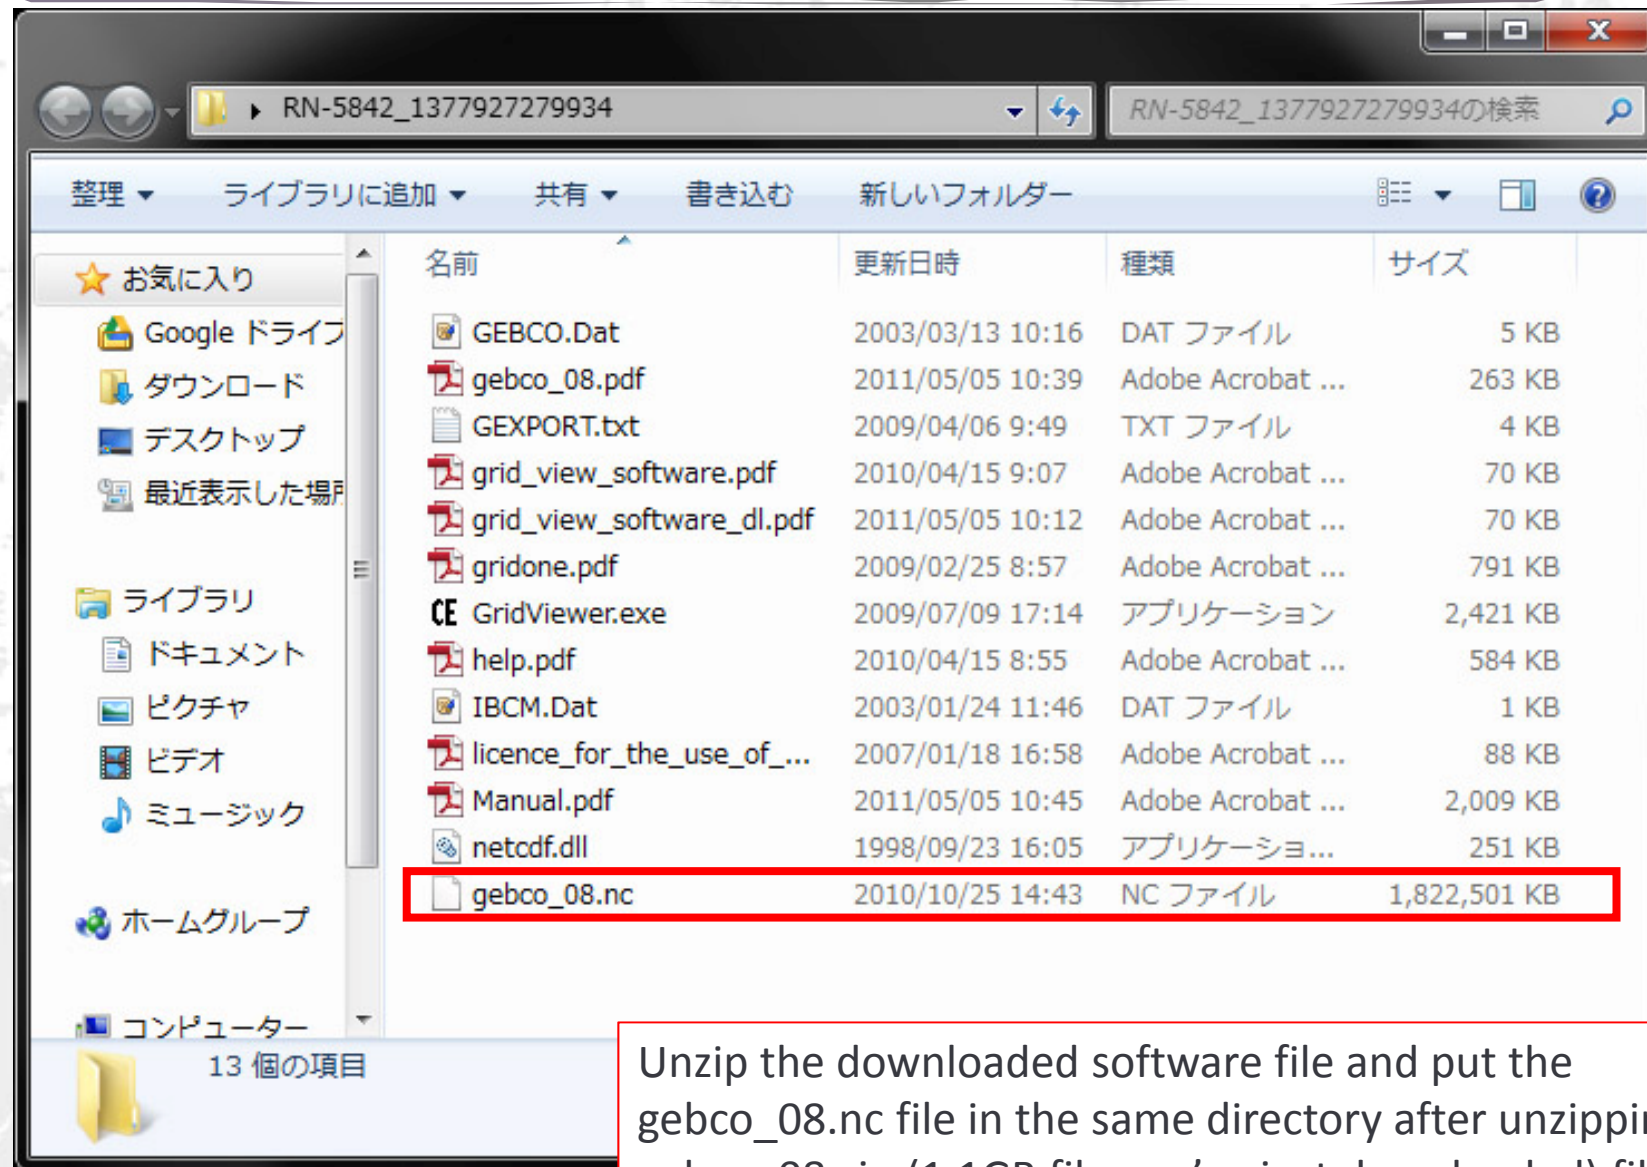 RN-5842_1377927279934
RN-5842_1377927279934の検索
整理 ライブラリに追加 共有 書き込む 新しいフォルダー
お気に入り
Google ドライブ
ダウンロード
デスクトップ
最近表示した場所
ライブラリ
ドキュメント
ピクチャ
ビデオ
ミュージック
ホームグループ
コンピューター
名前 更新日時 種類 サイズ
GEBCO.Dat 2003/03/13 10:16 DAT ファイル 5 KB
gebco_08.pdf 2011/05/05 10:39 Adobe Acrobat ... 263 KB
GEXPORT.txt 2009/04/06 9:49 TXT ファイル 4 KB
grid_view_software.pdf 2010/04/15 9:07 Adobe Acrobat ... 70 KB
grid_view_software_dl.pdf 2011/05/05 10:12 Adobe Acrobat ... 70 KB
gridone.pdf 2009/02/25 8:57 Adobe Acrobat ... 791 KB
GridViewer.exe 2009/07/09 17:14 アプリケーション 2,421 KB
help.pdf 2010/04/15 8:55 Adobe Acrobat ... 584 KB
IBCM.Dat 2003/01/24 11:46 DAT ファイル 1 KB
licence_for_the_use_of_... 2007/01/18 16:58 Adobe Acrobat ... 88 KB
Manual.pdf 2011/05/05 10:45 Adobe Acrobat ... 2,009 KB
netcdf.dll 1998/09/23 16:05 アプリケーショ... 251 KB
gebco_08.nc 2010/10/25 14:43 NC ファイル 1,822,501 KB
13 個の項目
Unzip the downloaded software file and put the
gebco_08.nc file in the same directory after unzippin